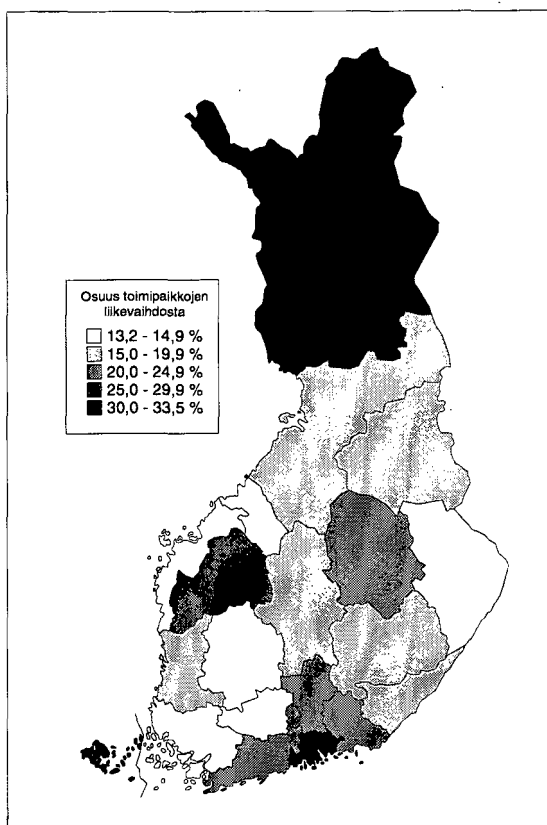 Osuus toimipaikkojen
liikevaihdosta
13,2 - 14,9 %
15,0 - 19,9 %
20,0 - 24,9 %
25,0 - 29,9 %
30,0 - 33,5 %